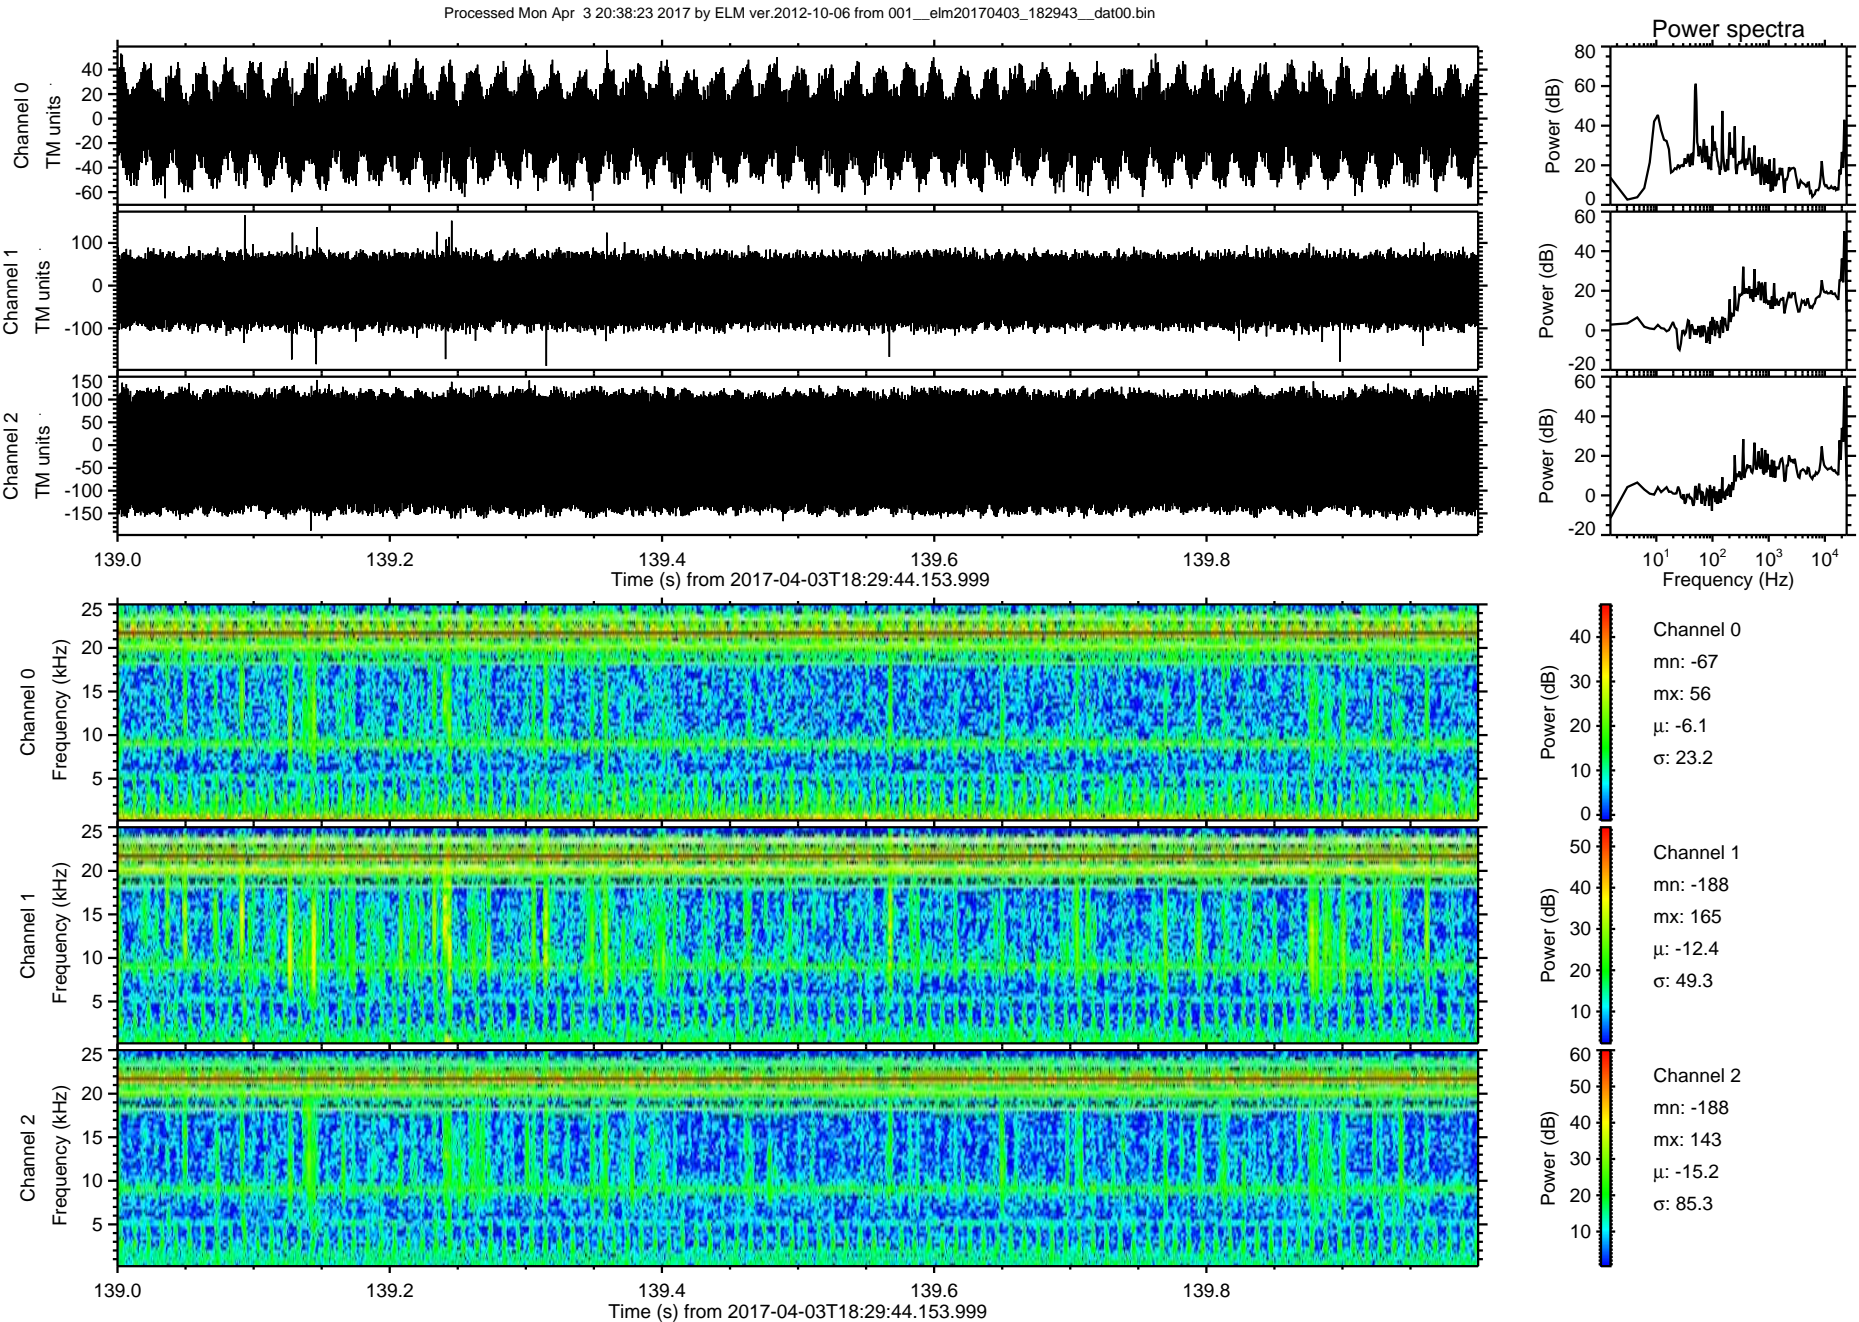 Processed Mon Apr  3 20:38:23 2017 by ELM ver.2012-10-06 from 001__elm20170403_182943__dat00.bin
Power spectra
Channel 0
TM units
40
20
0
-20
-40
-60
Power (dB)
80
60
40
20
0
Channel 1
TM units
100
0
-100
Power (dB)
60
40
20
0
-20
Channel 2
TM units
150
100
50
0
-50
-100
-150
Power (dB)
60
40
20
0
-20
139.0
139.2
139.4
139.6
139.8
Time (s) from 2017-04-03T18:29:44.153.999
10^1
10^2
10^3
10^4
Frequency (Hz)
Channel 0
Frequency (kHz)
25
20
15
10
5
Power (dB)
40
30
20
10
0
Channel 0
mn: -67
mx: 56
μ: -6.1
σ: 23.2
Channel 1
Frequency (kHz)
25
20
15
10
5
Power (dB)
50
40
30
20
10
Channel 1
mn: -188
mx: 165
μ: -12.4
σ: 49.3
Channel 2
Frequency (kHz)
25
20
15
10
5
Power (dB)
60
50
40
30
20
10
Channel 2
mn: -188
mx: 143
μ: -15.2
σ: 85.3
139.0
139.2
139.4
139.6
139.8
Time (s) from 2017-04-03T18:29:44.153.999